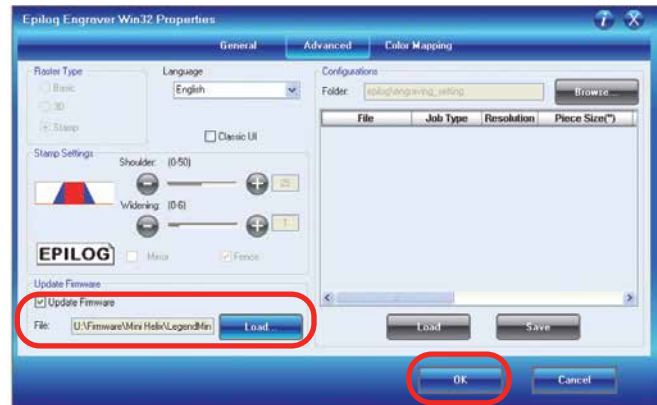 Epilog Engraver Win32 Properties
General
Advanced
Color Mapping
Raster Type
Basic
3D
Stamp
Language
English
Classic UI
Stamp Settings
Shoulder: (0-50)
25
Widening: (0-6)
1
EPILOG
Mirror
Fence
Update Firmware
Update Firmware
File: U:\Firmware\Mini Helix\LegendMin
Load...
Configurations
Folder: epilog\engraving_setting
Browse...
File Job Type Resolution Piece Size(")
Load
Save
OK
Cancel